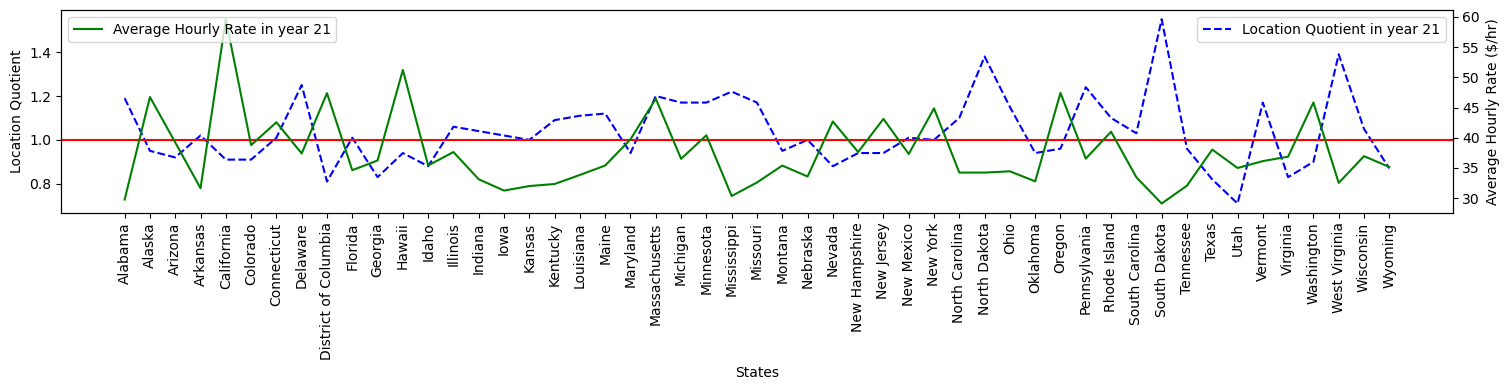 Average Hourly Rate in year 21
Location Quotient in year 21
Location Quotient
1.4
1.2
1.0
0.8
60
55
50
45
40
35
30
Average Hourly Rate ($/hr)
Alabama
Alaska
Arizona
Arkansas
California
Colorado
Connecticut
Delaware
District of Columbia
Florida
Georgia
Hawaii
Idaho
Illinois
Indiana
Iowa
Kansas
Kentucky
Louisiana
Maine
Maryland
Massachusetts
Michigan
Minnesota
Mississippi
Missouri
Montana
Nebraska
Nevada
New Hampshire
New Jersey
New Mexico
New York
North Carolina
North Dakota
Ohio
Oklahoma
Oregon
Pennsylvania
Rhode Island
South Carolina
South Dakota
Tennessee
Texas
Utah
Vermont
Virginia
Washington
West Virginia
Wisconsin
Wyoming
States